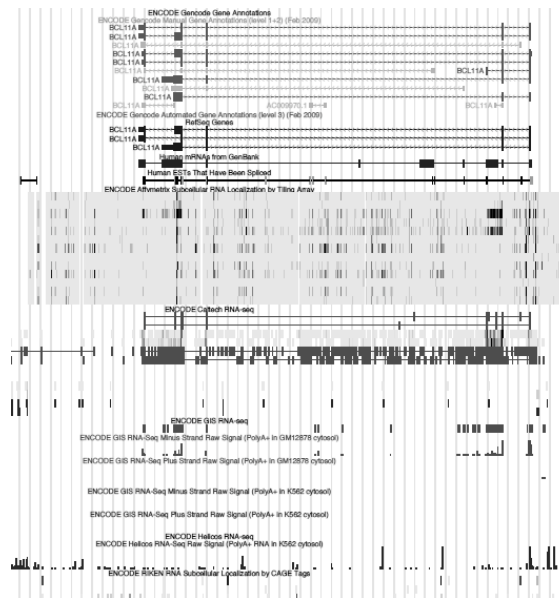 ENCODE Gencode Gene Annotations
ENCODE Gencode Manual Gene Annotations (level 1+2) (Feb 2009)
BCL11A
BCL11A
BCL11A
BCL11A
BCL11A
BCL11A BCL11A
BCL11A
BCL11A
BCL11A
BCL11A AC009970.1 BCL11A
ENCODE Gencode Automated Gene Annotations (level 3) (Feb 2009)
RefSeq Genes
BCL11A
BCL11A
BCL11A
Human mRNAs from GenBank
Human ESTs That Have Been Spliced
ENCODE Affymetrix Subcellular RNA Localization by Tiling Array
ENCODE Caltech RNA-seq
ENCODE GIS RNA-seq
ENCODE GIS RNA-Seq Minus Strand Raw Signal (PolyA+ in GM12878 cytosol)
ENCODE GIS RNA-Seq Plus Strand Raw Signal (PolyA+ in GM12878 cytosol)
ENCODE GIS RNA-Seq Minus Strand Raw Signal (PolyA+ in K562 cytosol)
ENCODE GIS RNA-Seq Plus Strand Raw Signal (PolyA+ in K562 cytosol)
ENCODE Helicos RNA-seq
ENCODE Helicos RNA-Seq Raw Signal (PolyA+ RNA in K562 cytosol)
ENCODE RIKEN RNA Subcellular Localization by CAGE Tags